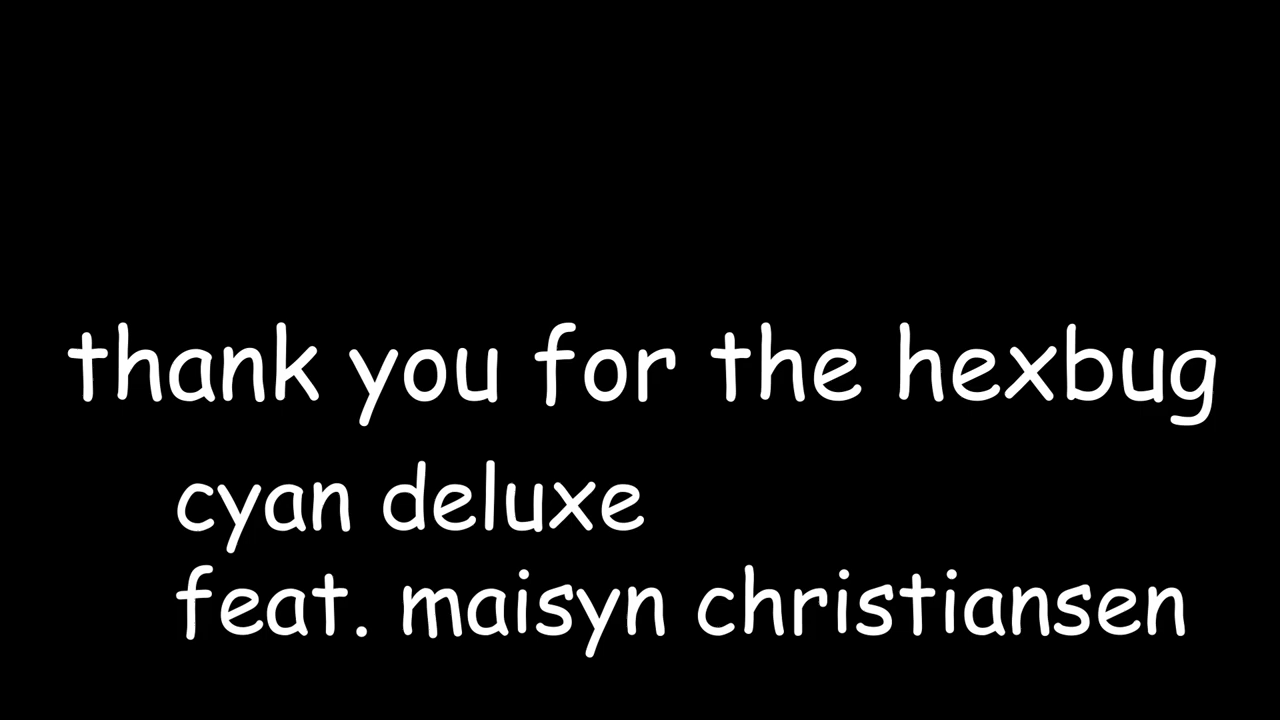 thank you for the hexbug
cyan deluxe
feat. maisyn christiansen